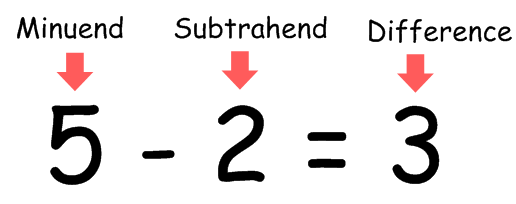 Minuend Subtrahend Difference
5 - 2 = 3